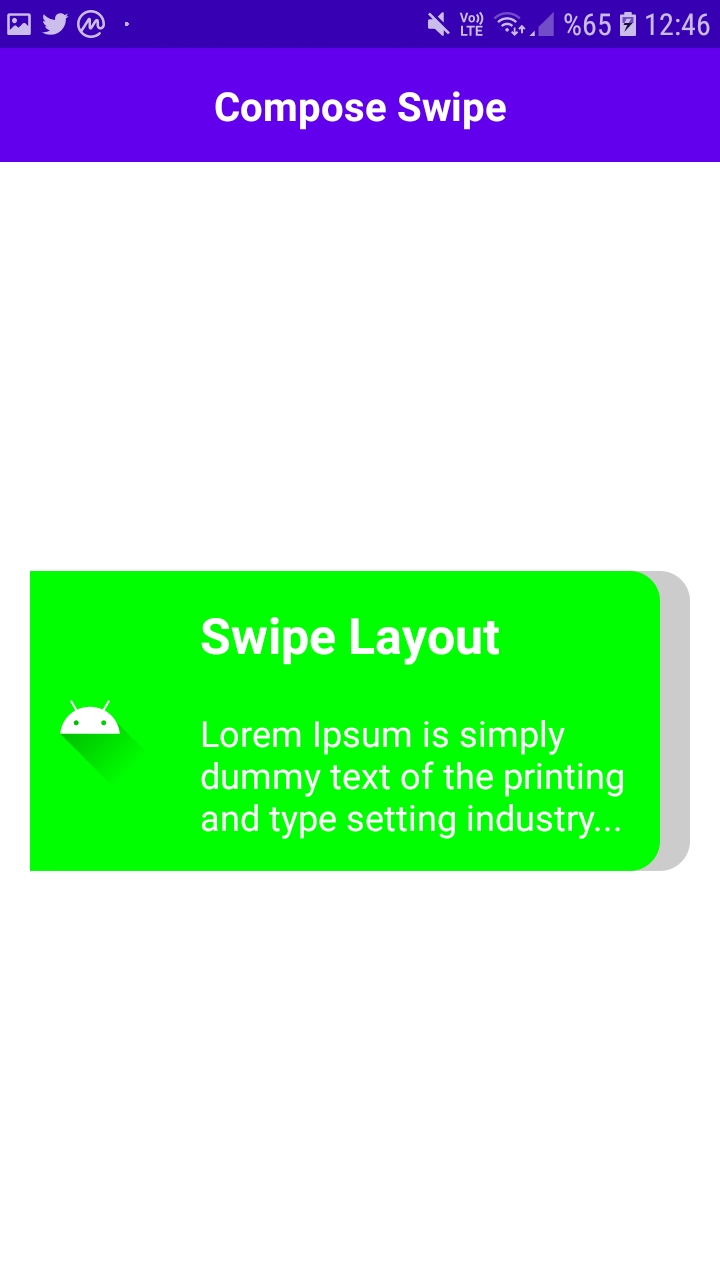 Vo)) LTE %65 12:46
Compose Swipe
Swipe Layout
Lorem Ipsum is simply
dummy text of the printing
and type setting industry...